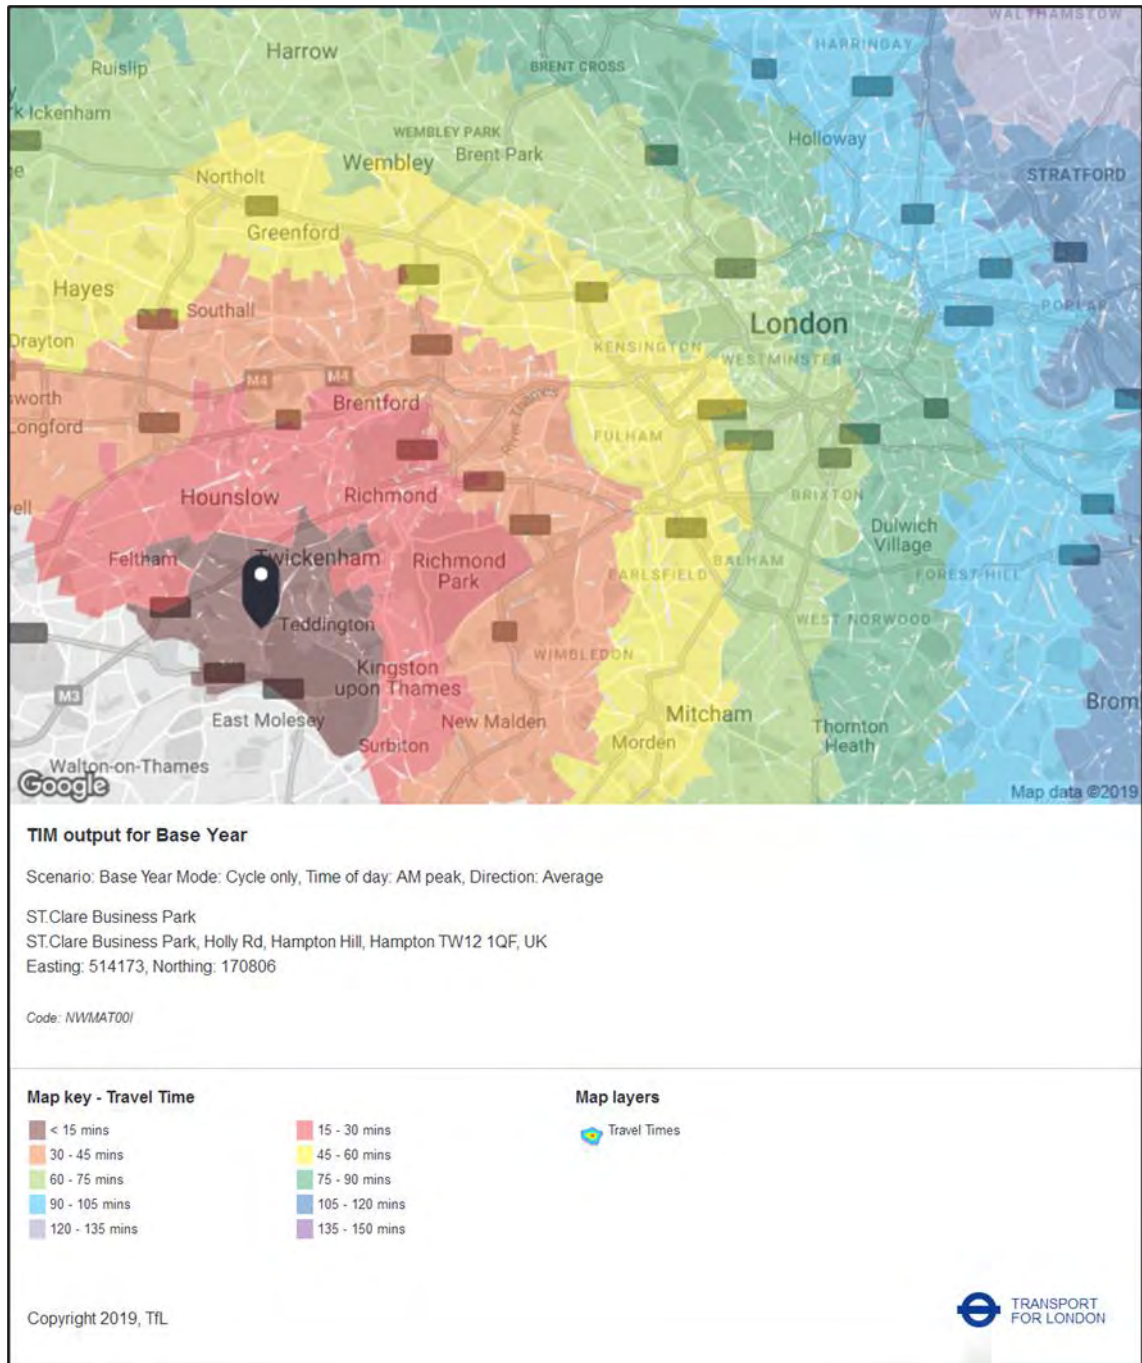 WALTHAMSTOW
Harrow
HARRINGAY
Ruislip
BRENT CROSS
k Ickenham
Holloway
WEMBLEY PARK
Wembley
Brent Park
Northolt
STRATFORD
Greenford
Hayes
Southall
POPLAR
London
Drayton
KENSINGTON
WESTMINSTER
M4
M4
sworth
Brentford
River Thames
Longford
FULHAM
Hounslow
Richmond
BRIXTON
ell
Dulwich
Village
Feltham
Twickenham
Richmond
Park
EARLSFIELD
BALHAM
FOREST HILL
Teddington
WEST NORWOOD
WIMBLEDON
Kingston
upon Thames
M3
Brom
East Molesey
New Malden
Mitcham
Thornton
Heath
Surbiton
Morden
Walton-on-Thames
Google
Map data ©2019
TIM output for Base Year
Scenario: Base Year Mode: Cycle only, Time of day: AM peak, Direction: Average
ST.Clare Business Park
ST.Clare Business Park, Holly Rd, Hampton Hill, Hampton TW12 1QF, UK
Easting: 514173, Northing: 170806
Code: NWMAT00/
Map key - Travel Time
< 15 mins
15 - 30 mins
30 - 45 mins
45 - 60 mins
60 - 75 mins
75 - 90 mins
90 - 105 mins
105 - 120 mins
120 - 135 mins
135 - 150 mins
Map layers
Travel Times
Copyright 2019, TfL
TRANSPORT
FOR LONDON